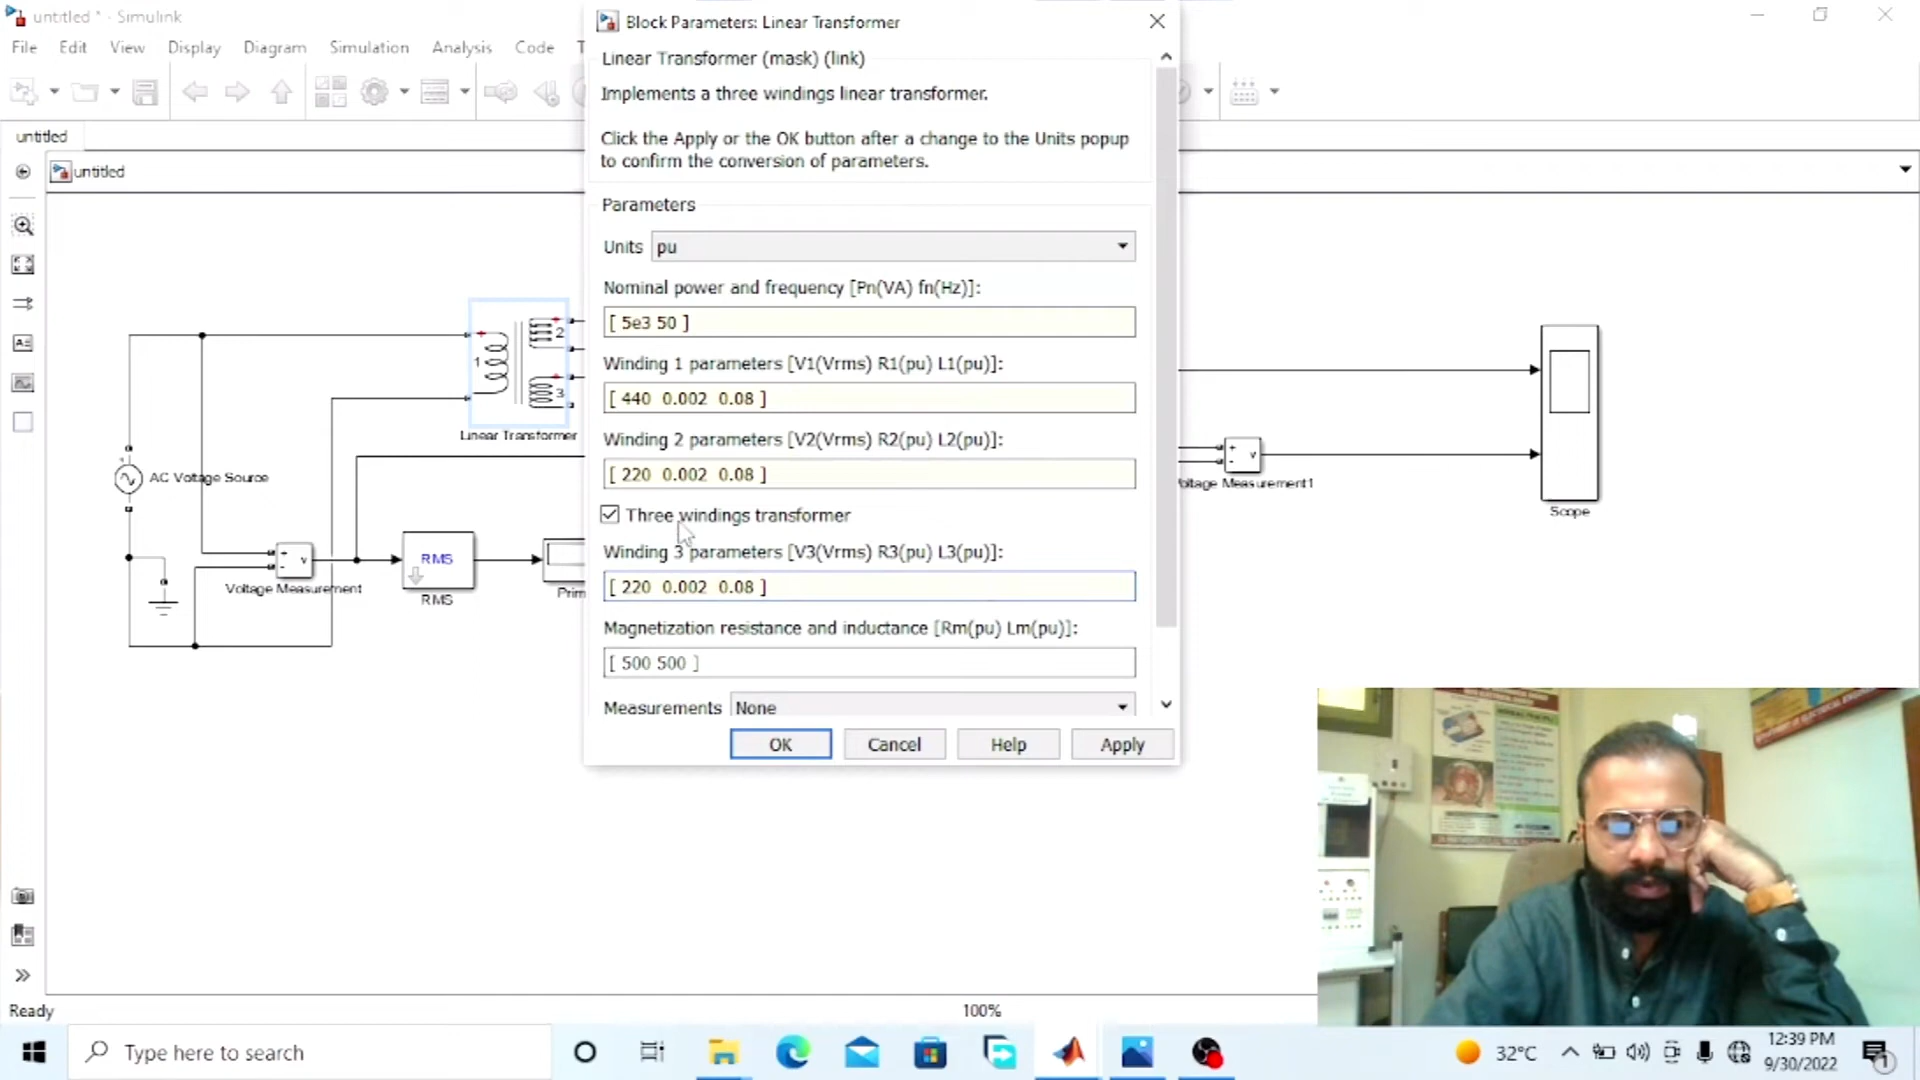 untitled * - Simulink
File Edit View Display Diagram Simulation Analysis Code
untitled
untitled
Block Parameters: Linear Transformer
Linear Transformer (mask) (link)
Implements a three windings linear transformer.
Click the Apply or the OK button after a change to the Units popup
to confirm the conversion of parameters.
Parameters
Units pu
Nominal power and frequency [Pn(VA) fn(Hz)]:
[ 5e3 50 ]
Winding 1 parameters [V1(Vrms) R1(pu) L1(pu)]:
[ 440 0.002 0.08 ]
Winding 2 parameters [V2(Vrms) R2(pu) L2(pu)]:
[ 220 0.002 0.08 ]
Three windings transformer
Winding 3 parameters [V3(Vrms) R3(pu) L3(pu)]:
[ 220 0.002 0.08 ]
Magnetization resistance and inductance [Rm(pu) Lm(pu)]:
[ 500 500 ]
Measurements None
OK Cancel Help Apply
1
2
3
Linear Transformer
AC Voltage Source
v
Voltage Measurement
RMS
RMS
Prim
v
Voltage Measurement1
Scope
Ready
100%
Type here to search
32°C
12:39 PM
9/30/2022
1